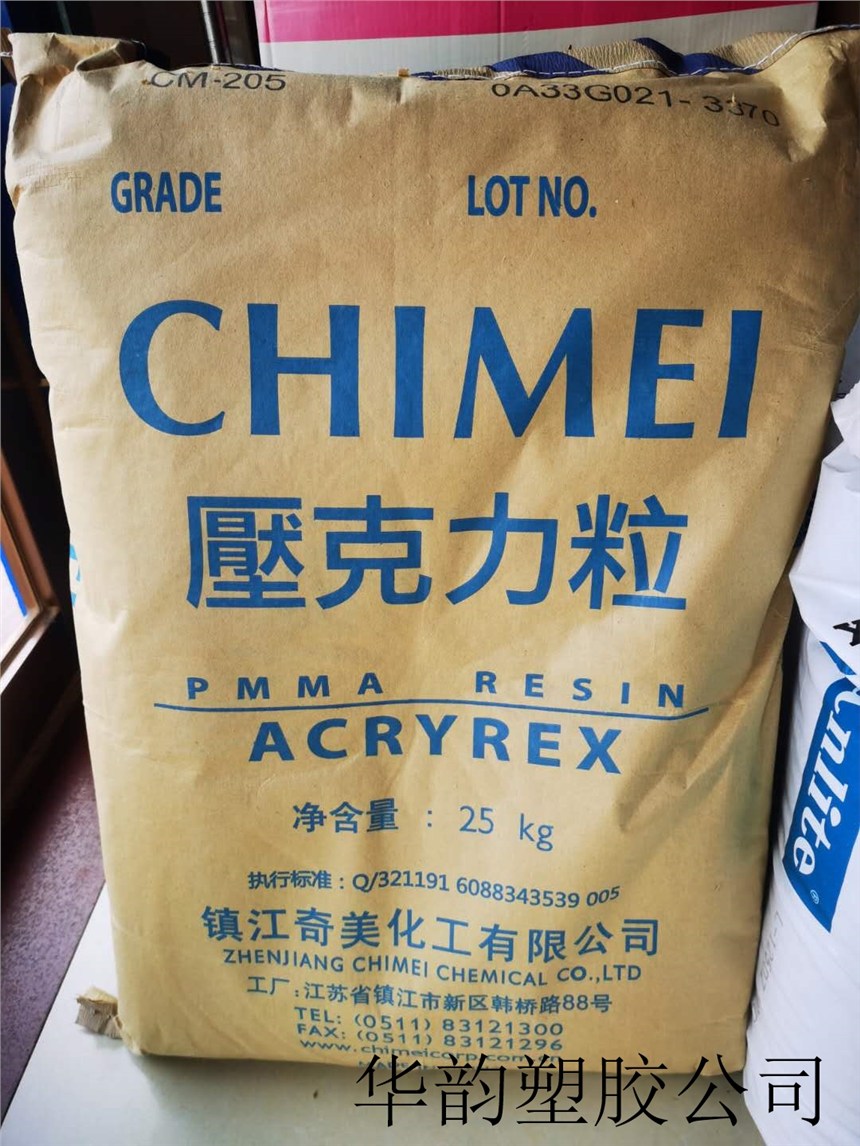 CM-205
0A33G021-3370
GRADE
LOT NO.
CHIMEI
壓克力粒
PMMA RESIN
ACRYREX
净含量 : 25 kg
执行标准：Q/321191 6088343539 005
镇江奇美化工有限公司
ZHENJIANG CHIMEI CHEMICAL CO.,LTD
工厂：江苏省镇江市新区韩桥路88号
TEL: (0511) 83121300
FAX: (0511) 83121296
华韵塑胶公司